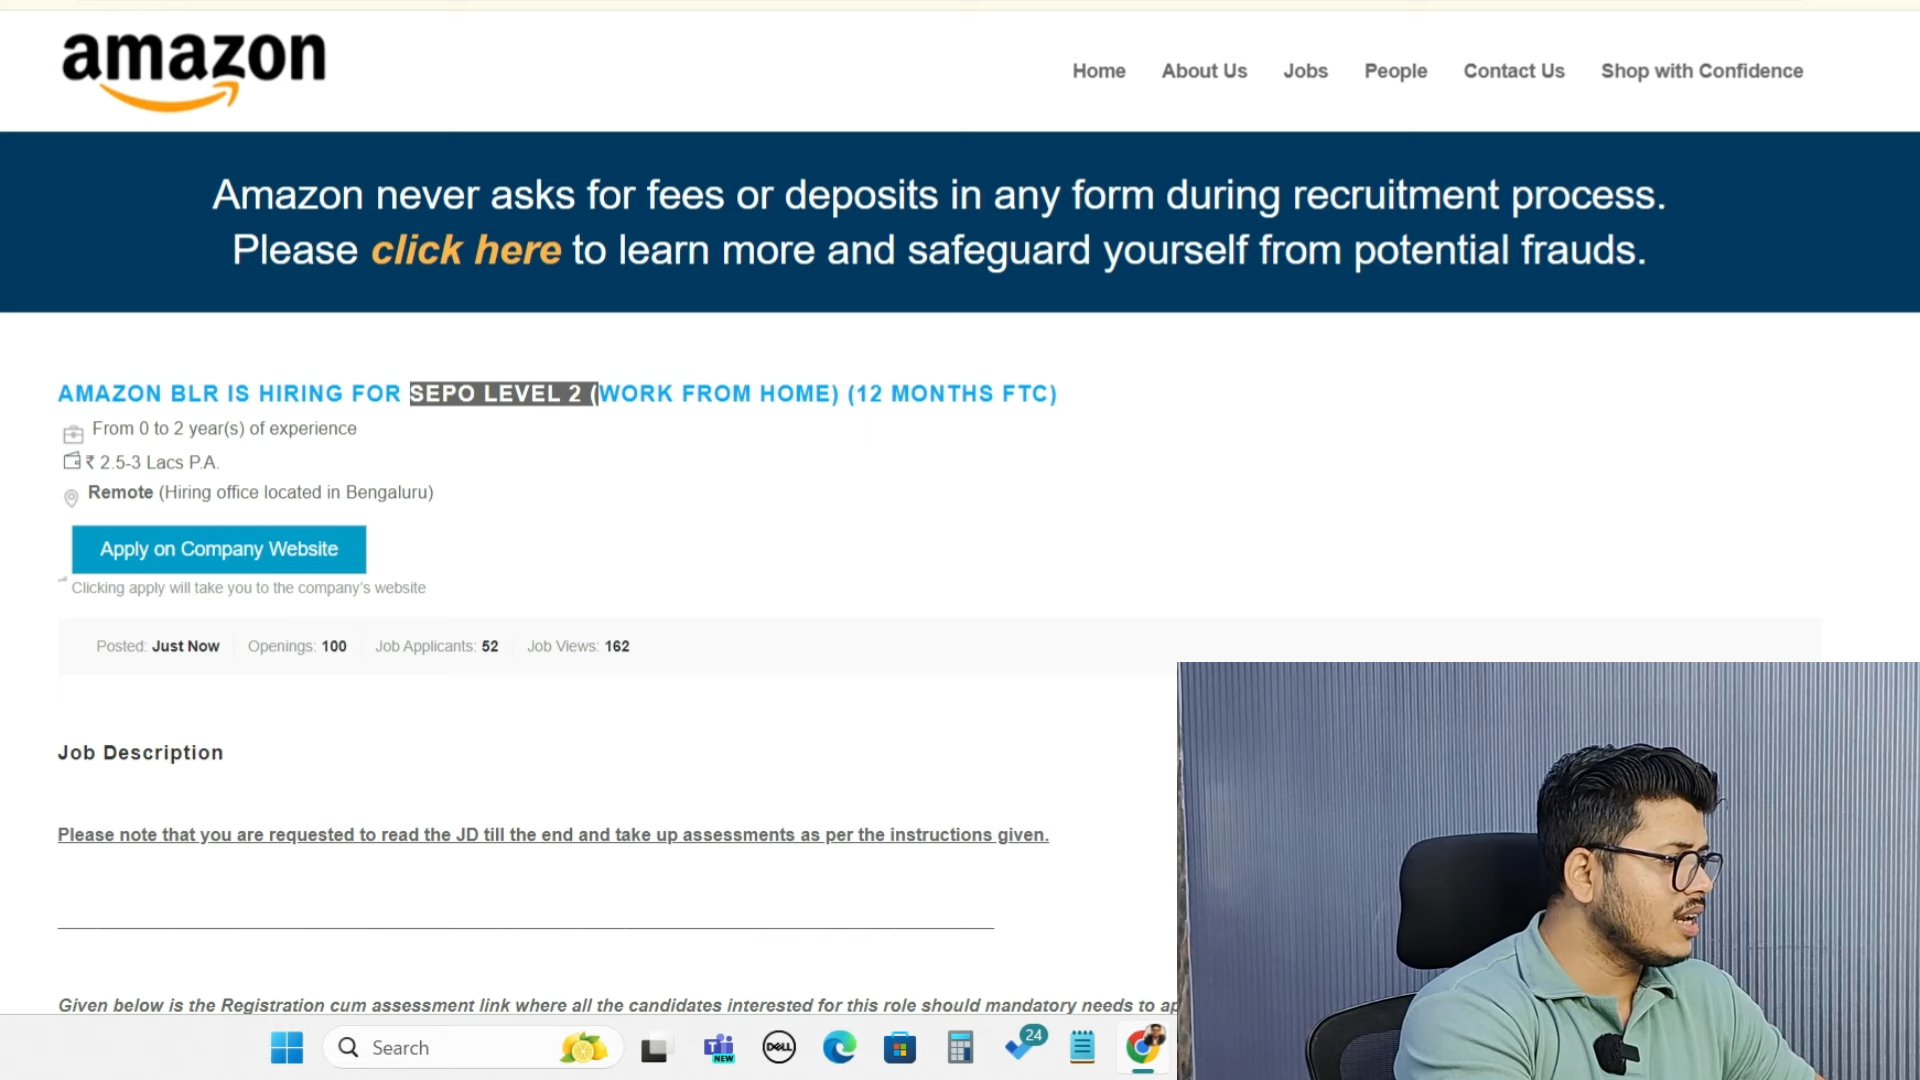 amazon
Home About Us Jobs People Contact Us Shop with Confidence
Amazon never asks for fees or deposits in any form during recruitment process.
Please click here to learn more and safeguard yourself from potential frauds.
AMAZON BLR IS HIRING FOR SEPO LEVEL 2 (WORK FROM HOME) (12 MONTHS FTC)
From 0 to 2 year(s) of experience
₹ 2.5-3 Lacs P.A.
Remote (Hiring office located in Bengaluru)
Apply on Company Website
Clicking apply will take you to the company's website
Posted: Just Now Openings: 100 Job Applicants: 52 Job Views: 162
Job Description
Please note that you are requested to read the JD till the end and take up assessments as per the instructions given.
Given below is the Registration cum assessment link where all the candidates interested for this role should mandatory needs to ap
Search
NEW
DELL
24